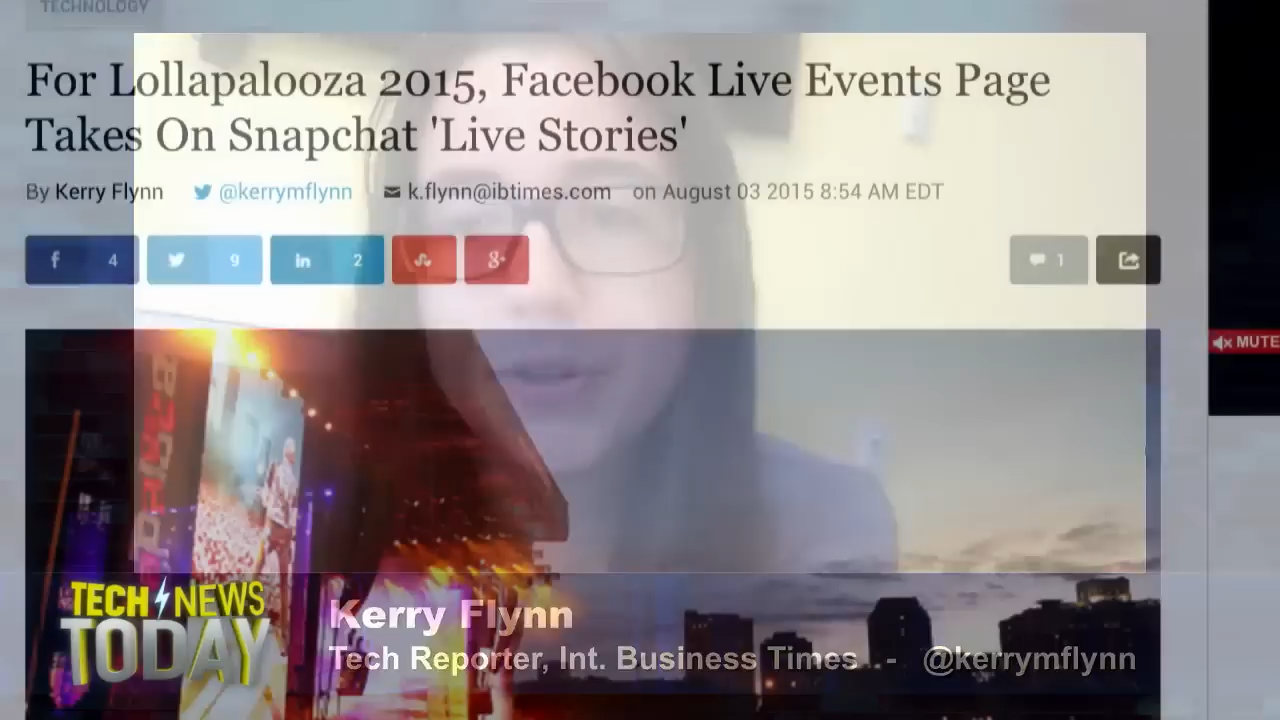 TECHNOLOGY
For Lollapalooza 2015, Facebook Live Events Page
Takes On Snapchat 'Live Stories'
By Kerry Flynn @kerrymflynn k.flynn@ibtimes.com on August 03 2015 8:54 AM EDT
f 4 9 in 2 g+ 1
MUTE
TECH NEWS
TODAY
Kerry Flynn
Tech Reporter, Int. Business Times - @kerrymflynn